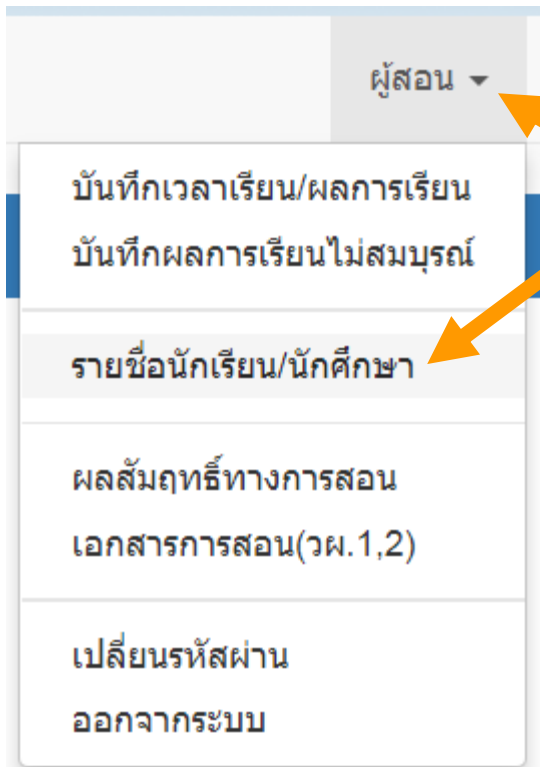 ผู้สอน
บันทึกเวลาเรียน/ผลการเรียน
บันทึกผลการเรียนไม่สมบุรณ์
รายชื่อนักเรียน/นักศึกษา
ผลสัมฤทธิ์ทางการสอน
เอกสารการสอน(วผ.1,2)
เปลี่ยนรหัสผ่าน
ออกจากระบบ